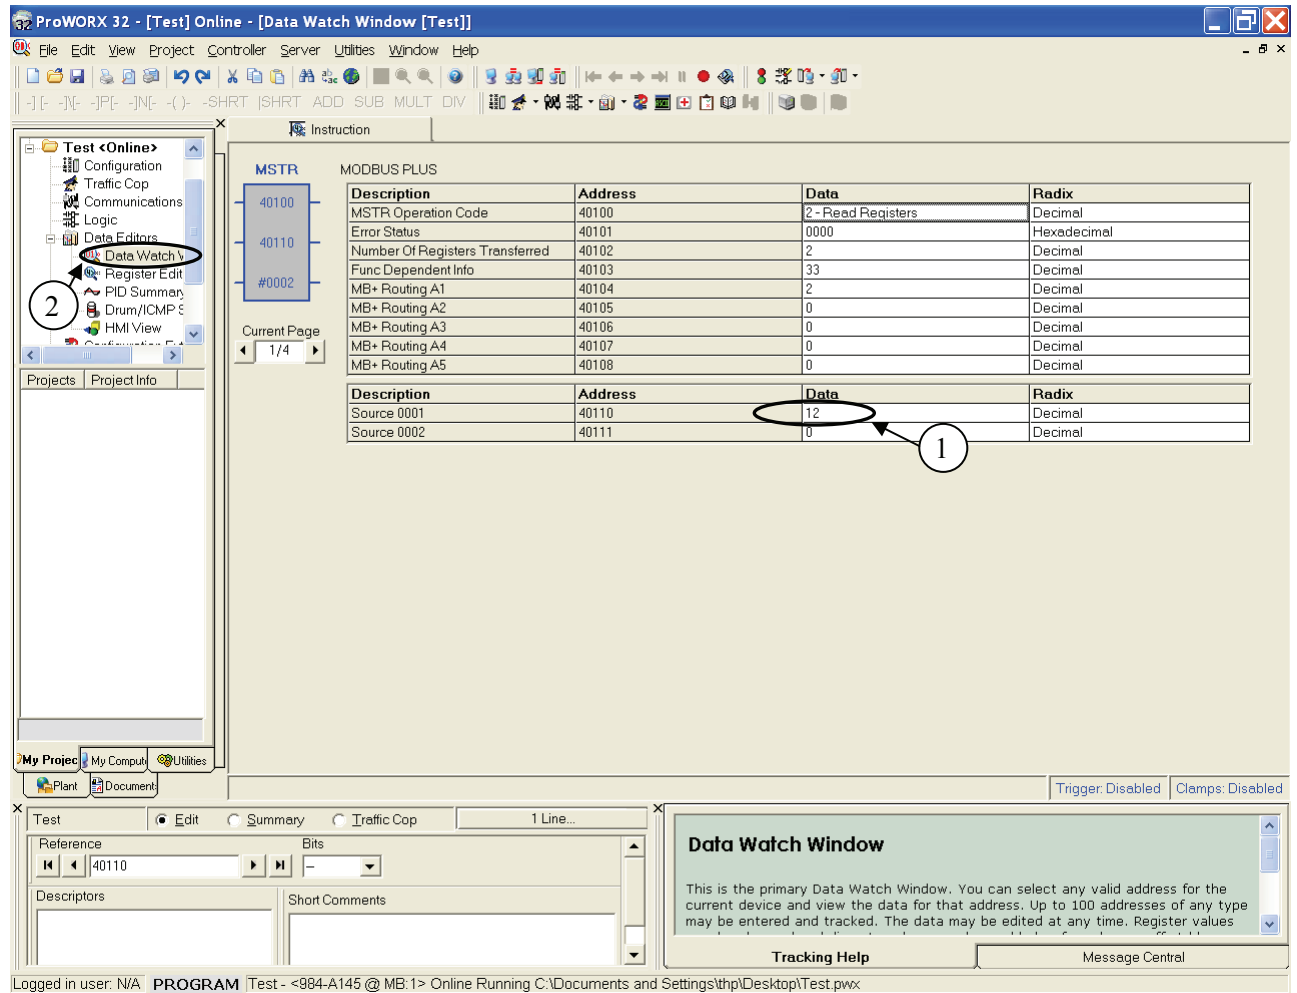 ProWORX 32 - [Test] Online - [Data Watch Window [Test]]
File Edit View Project Controller Server Utilities Window Help
-] [- -]\[- -]P[- -]N[- -( )- -SHRT |SHRT ADD SUB MULT DIV
Instruction
Test <Online>
Configuration
Traffic Cop
Communications
Logic
Data Editors
Data Watch
Register Edit
PID Summary
Drum/ICMP
HMI View
2
Projects Project Info
My Projec My Comput Utilities
Plant Document
MSTR MODBUS PLUS
40100
40110
#0002
Current Page
1/4
Description Address Data Radix
MSTR Operation Code 40100 2 - Read Registers Decimal
Error Status 40101 0000 Hexadecimal
Number Of Registers Transferred 40102 2 Decimal
Func Dependent Info 40103 33 Decimal
MB+ Routing A1 40104 2 Decimal
MB+ Routing A2 40105 0 Decimal
MB+ Routing A3 40106 0 Decimal
MB+ Routing A4 40107 0 Decimal
MB+ Routing A5 40108 0 Decimal
Description Address Data Radix
Source 0001 40110 12 Decimal
Source 0002 40111 0 Decimal
1
Trigger: Disabled Clamps: Disabled
Test Edit Summary Traffic Cop 1 Line...
Reference Bits
40110 --
Descriptors Short Comments
Data Watch Window
This is the primary Data Watch Window. You can select any valid address for the
current device and view the data for that address. Up to 100 addresses of any type
may be entered and tracked. The data may be edited at any time. Register values
Tracking Help Message Central
Logged in user: N/A PROGRAM Test - <984-A145 @ MB:1> Online Running C:\Documents and Settings\thp\Desktop\Test.pwx